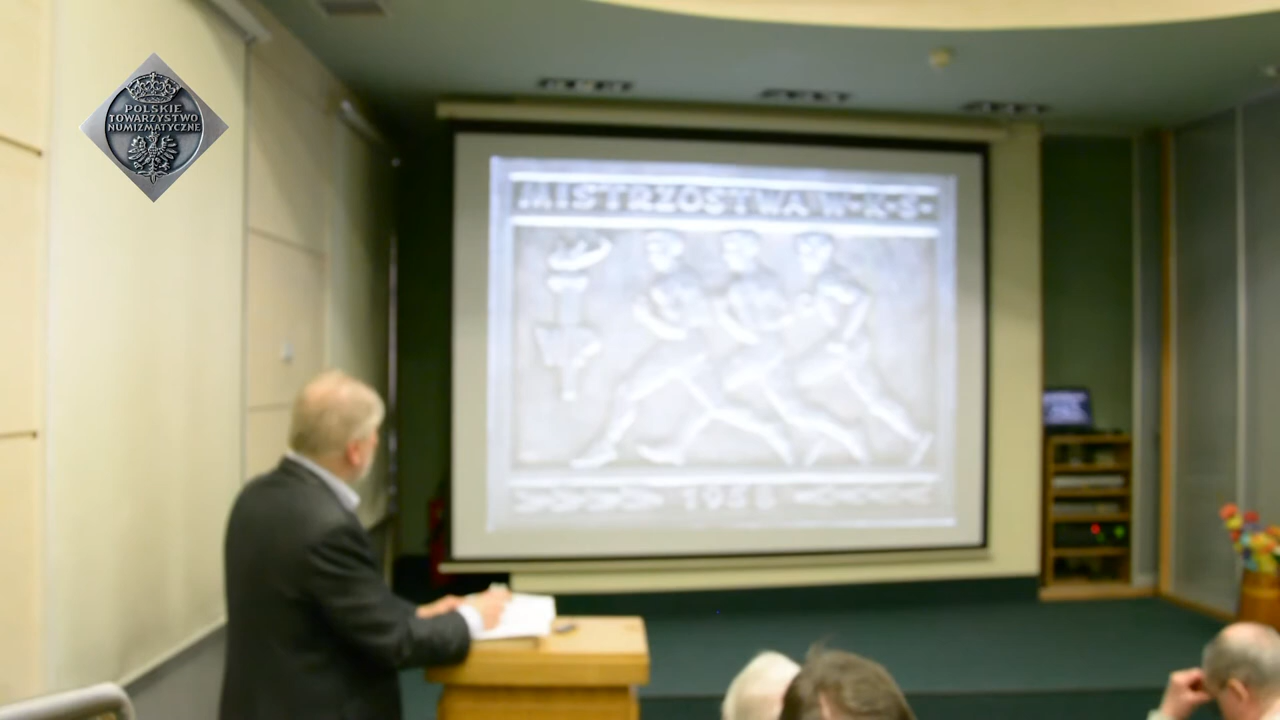 POLSKIE
TOWARZYSTWO
NUMIZMATYCZNE
MISTRZOSTWA W·K·S·